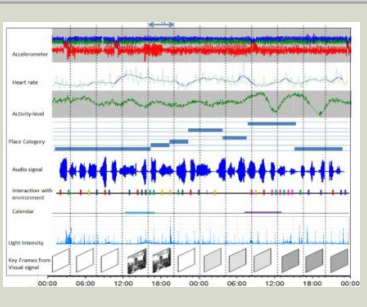 Accelerometer
Heart rate
Activity-level
Place Category
Audio signal
Interaction with
environment
Calendar
Light Intensity
Key Frames from
Visual signal
00:00 06:00 12:00 18:00 00:00 06:00 12:00 18:00 00:00